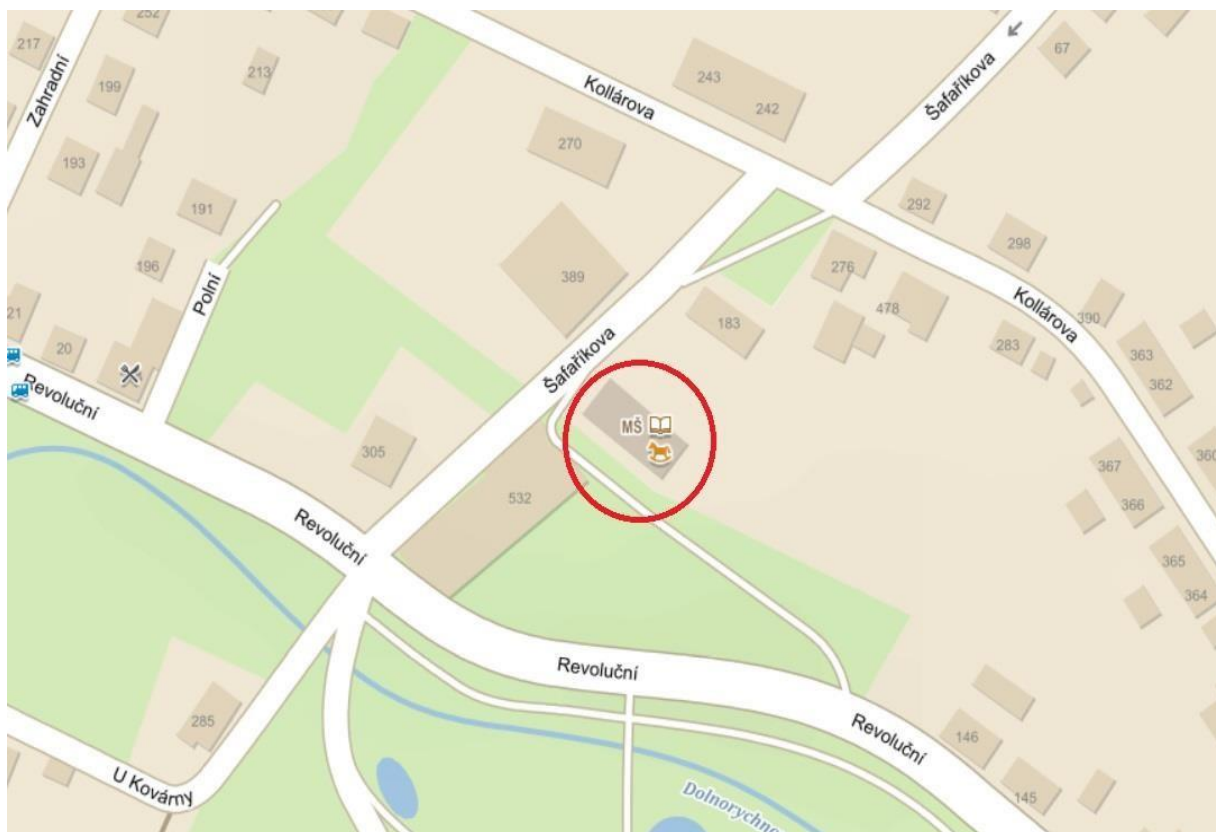 252
217
Zahradní
199
213
193
191
196
Polní
21
20
Revoluční
Kollárova
243
242
270
Šafaříkova
67
389
292
298
276
478
183
Kollárova
390
283
363
362
Šafaříkova
MŠ
305
532
367
366
360
365
364
Revoluční
Revoluční
Revoluční
285
U Kovárny
146
145
Dolnorychno